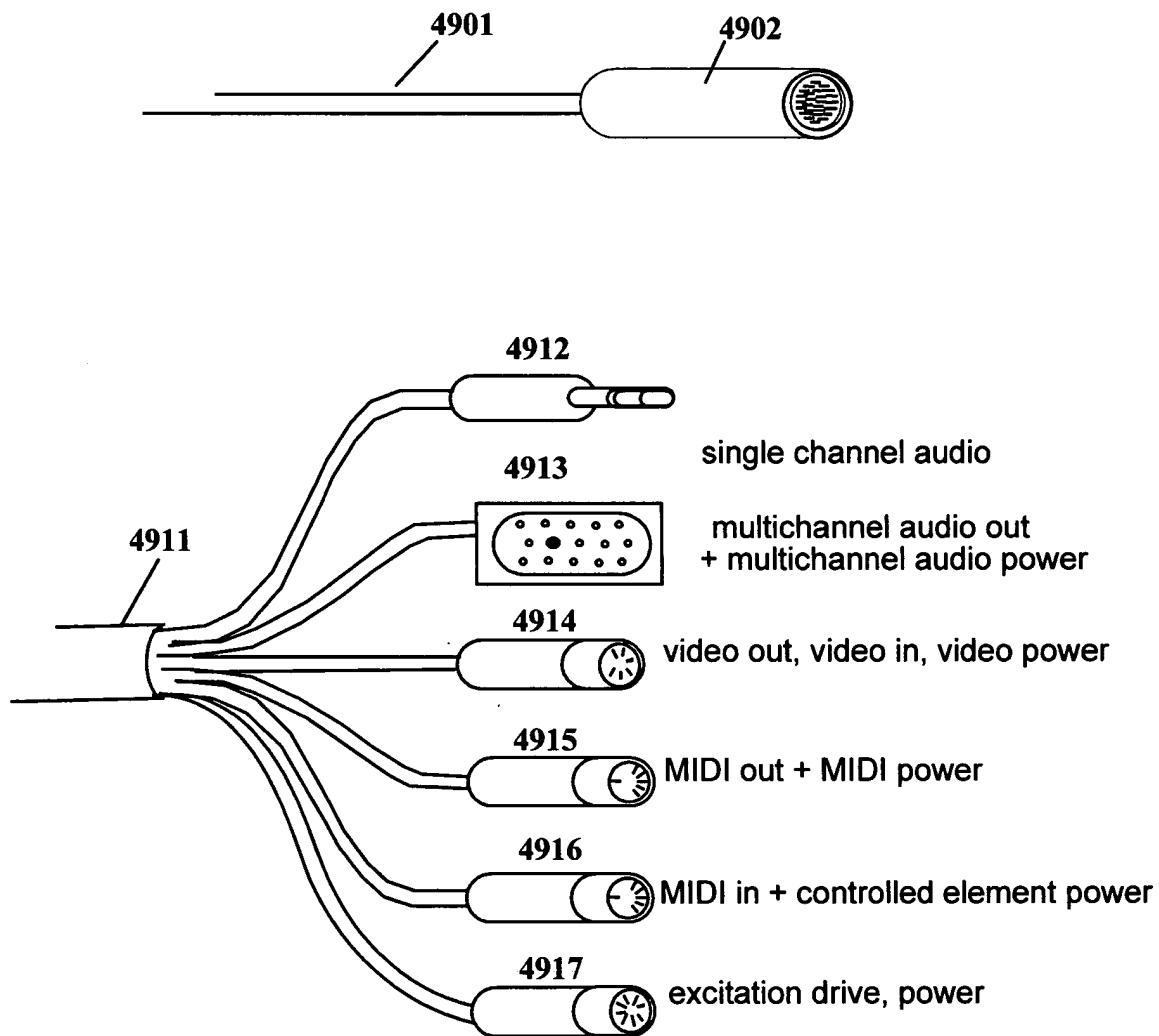 4901
4902
4912
single channel audio
4913
multichannel audio out
+ multichannel audio power
4911
4914
video out, video in, video power
4915
MIDI out + MIDI power
4916
MIDI in + controlled element power
4917
excitation drive, power